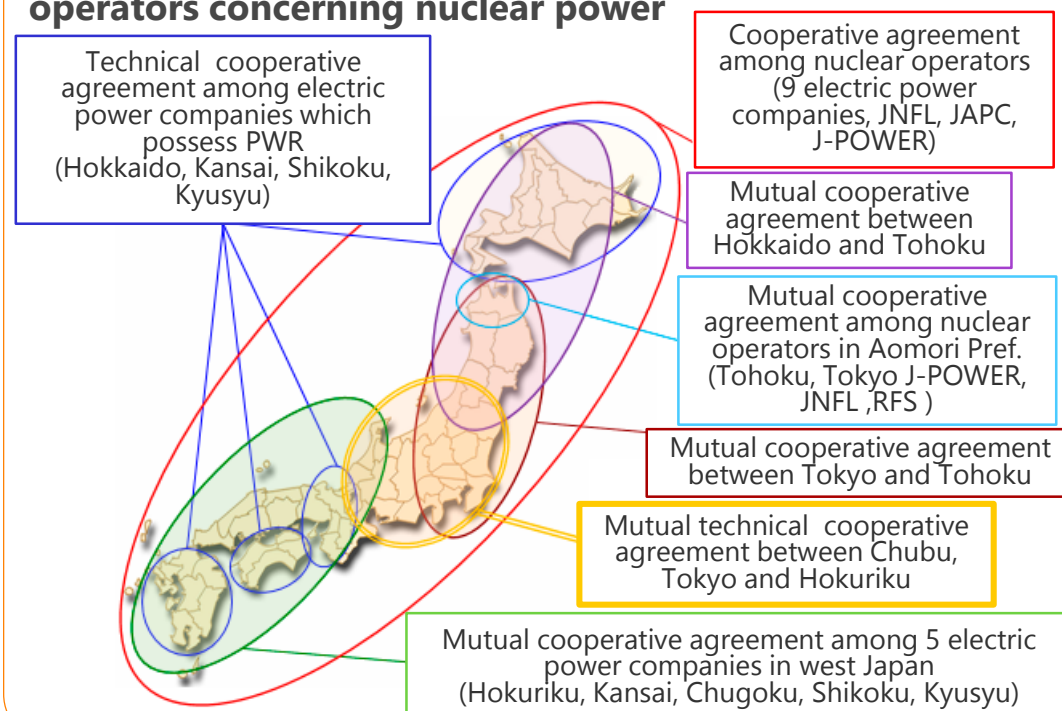 operators concerning nuclear power
Technical cooperative
agreement among electric
power companies which
possess PWR
(Hokkaido, Kansai, Shikoku,
Kyusyu)
Cooperative agreement
among nuclear operators
(9 electric power
companies, JNFL, JAPC,
J-POWER)
Mutual cooperative
agreement between
Hokkaido and Tohoku
Mutual cooperative
agreement among nuclear
operators in Aomori Pref.
(Tohoku, Tokyo J-POWER,
JNFL ,RFS )
Mutual cooperative agreement
between Tokyo and Tohoku
Mutual technical cooperative
agreement between Chubu,
Tokyo and Hokuriku
Mutual cooperative agreement among 5 electric
power companies in west Japan
(Hokuriku, Kansai, Chugoku, Shikoku, Kyusyu)